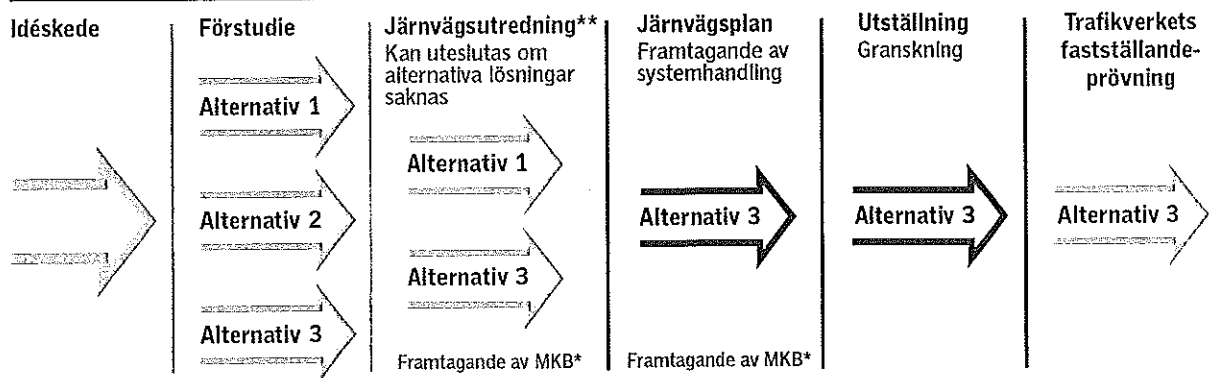 Idéskede
Förstudie
Alternativ 1
Alternativ 2
Alternativ 3
Järnvägsutredning**
Kan uteslutas om
alternativa lösningar
saknas
Alternativ 1
Alternativ 3
Framtagande av MKB*
Järnvägsplan
Framtagande av
systemhandling
Alternativ 3
Framtagande av MKB*
Utställning
Granskning
Alternativ 3
Trafikverkets
fastställande-
prövning
Alternativ 3